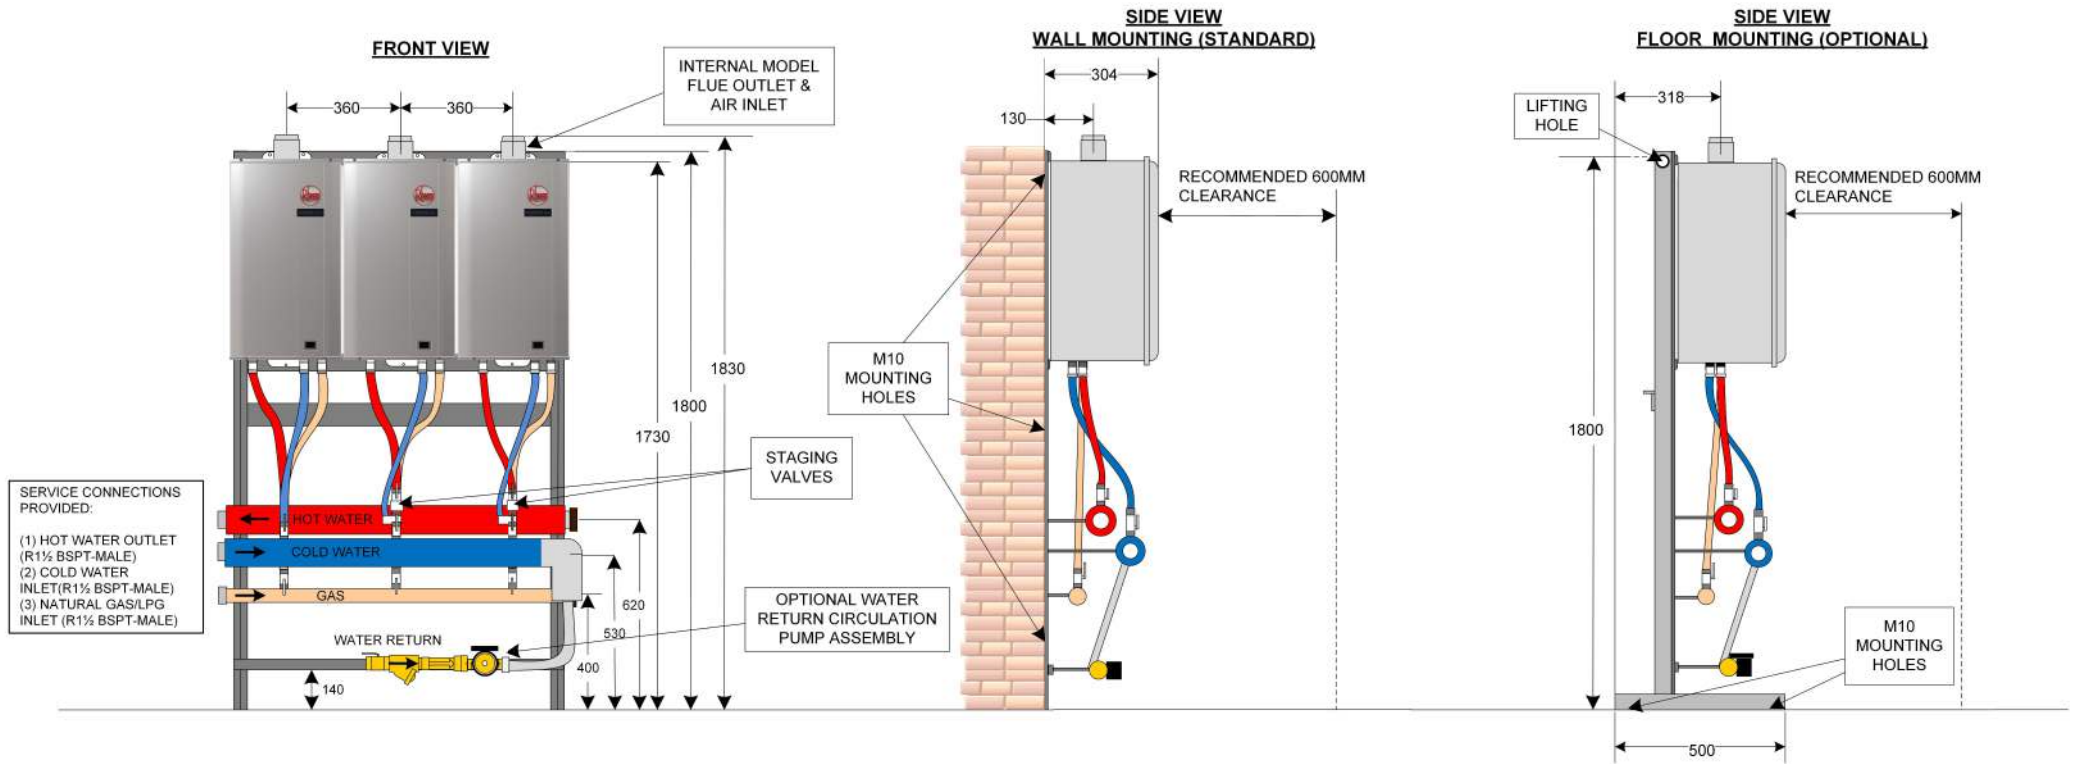 FRONT VIEW
INTERNAL MODEL
FLUE OUTLET &
AIR INLET
360
360
1830
1800
1730
STAGING
VALVES
SERVICE CONNECTIONS
PROVIDED:
(1) HOT WATER OUTLET
(R1½ BSPT-MALE)
(2) COLD WATER
INLET(R1½ BSPT-MALE)
(3) NATURAL GAS/LPG
INLET (R1½ BSPT-MALE)
HOT WATER
COLD WATER
GAS
620
530
400
WATER RETURN
140
OPTIONAL WATER
RETURN CIRCULATION
PUMP ASSEMBLY
SIDE VIEW
WALL MOUNTING (STANDARD)
304
130
RECOMMENDED 600MM
CLEARANCE
M10
MOUNTING
HOLES
SIDE VIEW
FLOOR MOUNTING (OPTIONAL)
318
LIFTING
HOLE
RECOMMENDED 600MM
CLEARANCE
1800
M10
MOUNTING
HOLES
500